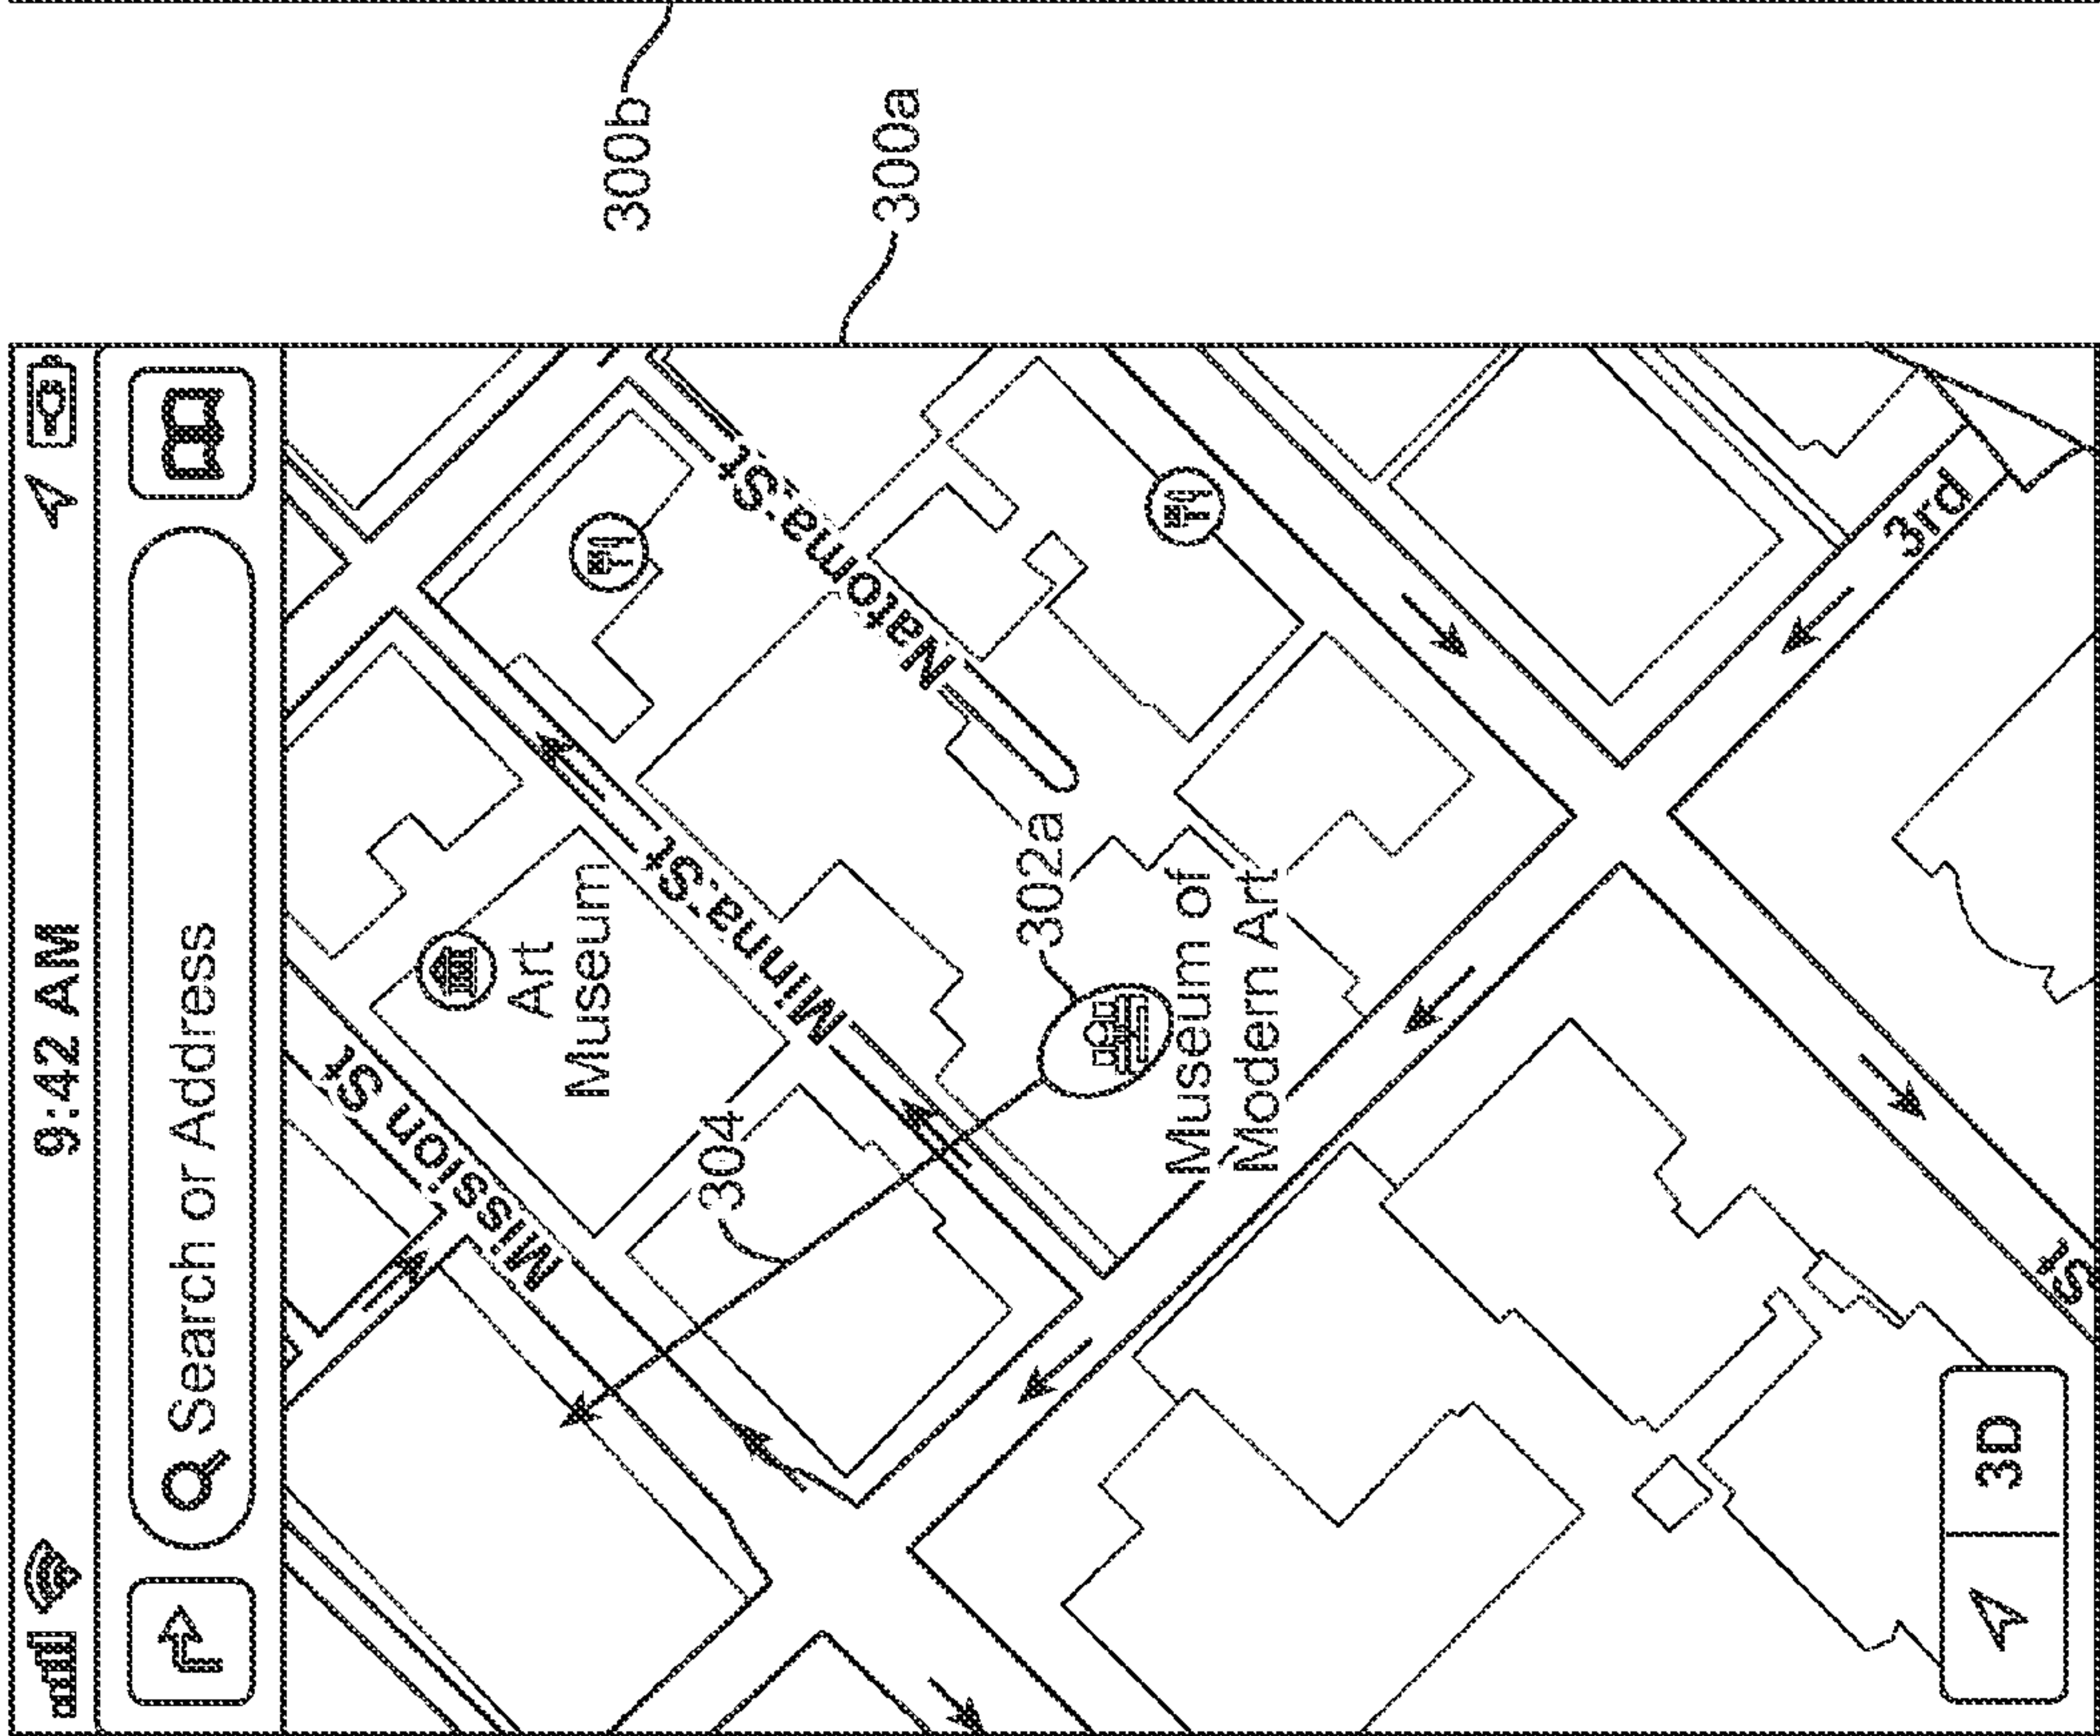 9:42 AM
Search or Address
Mission St
Art
Museum
304
Minna St
Natoma St
302a
Museum of
Modern Art
3rd
St
3D
300a
300b